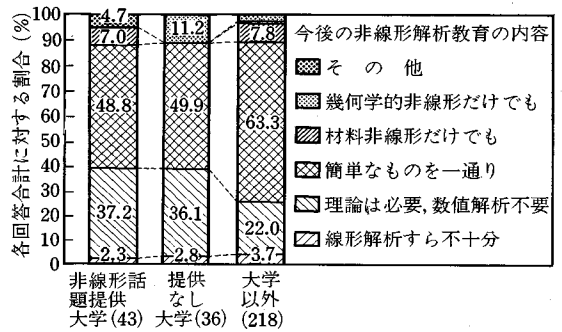 各回答合計に対する割合 (%)
100
90
80
70
60
50
40
30
20
10
0
4.7
7.0
48.8
37.2
2.3
11.2
49.9
36.1
2.8
7.8
63.3
22.0
3.7
今後の非線形解析教育の内容
その他
幾何学的非線形だけでも
材料非線形だけでも
簡単なものを一通り
理論は必要,数値解析不要
線形解析すら不十分
非線形話
題提供
大学(43)
提供
なし
大学(36)
大学
以外
(218)